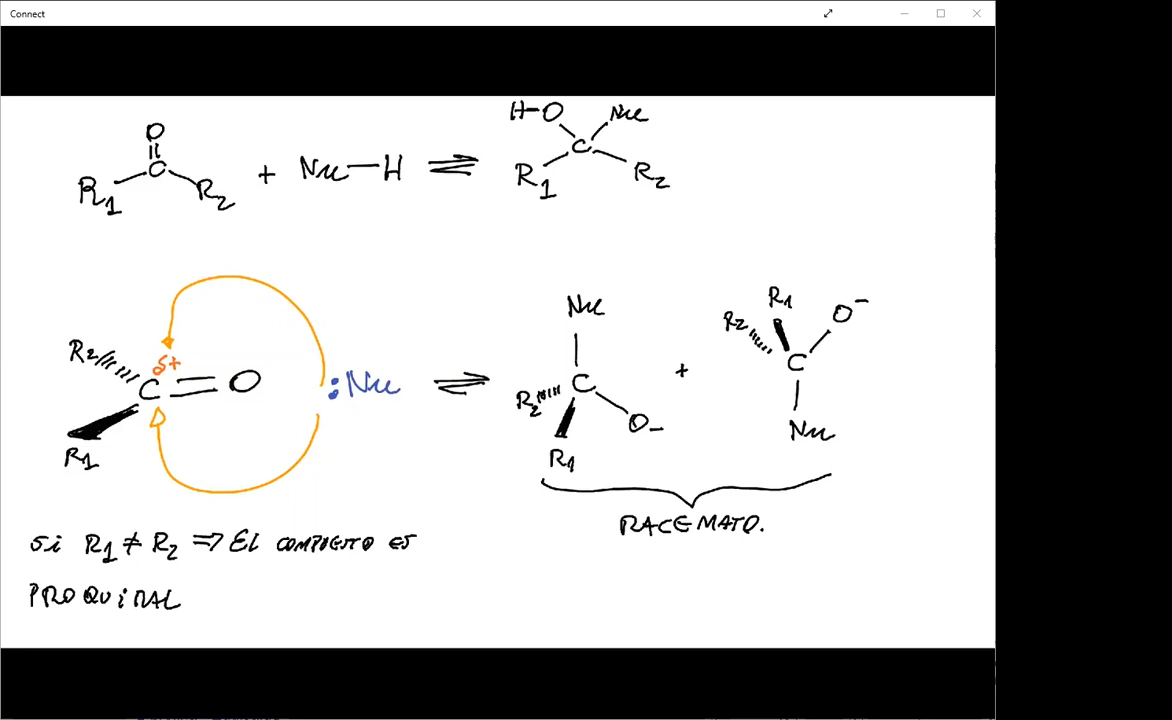 Connect
O
H-O Nu
R1 C R2 + Nu-H ⇌ R1 C R2
R2 δ+ C=O :Nu ⇌ Nu R2 C O- + R1 R2 C O- Nu
R1 R1
RACEMATO.
si R1 ≠ R2 ⇒ El COMPUESTO ES
PROQUiRAL